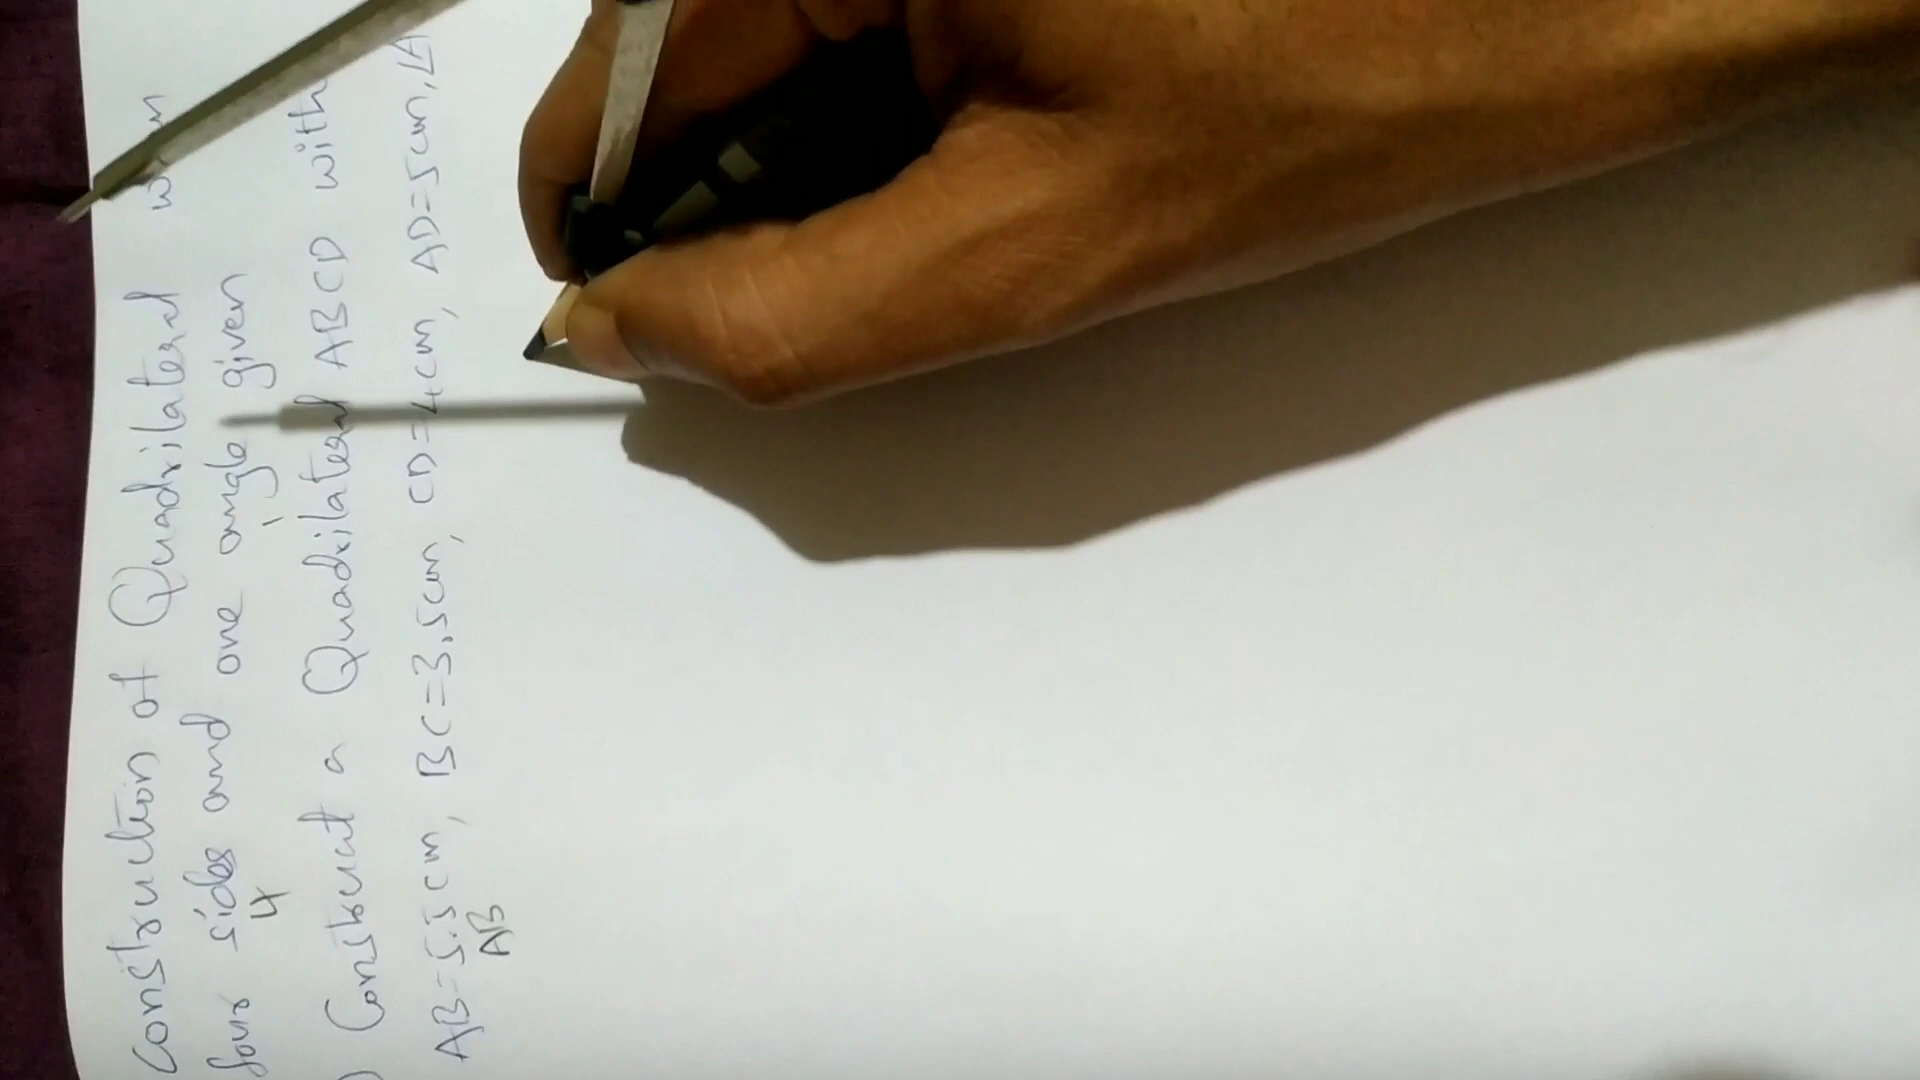 Construction of Quadrilateral
four sides and one angle given
4
) Construct a Quadrilateral ABCD with
AB=5.5cm, BC=3.5cm, CD=4cm, AD=5cm, ∠A
AB